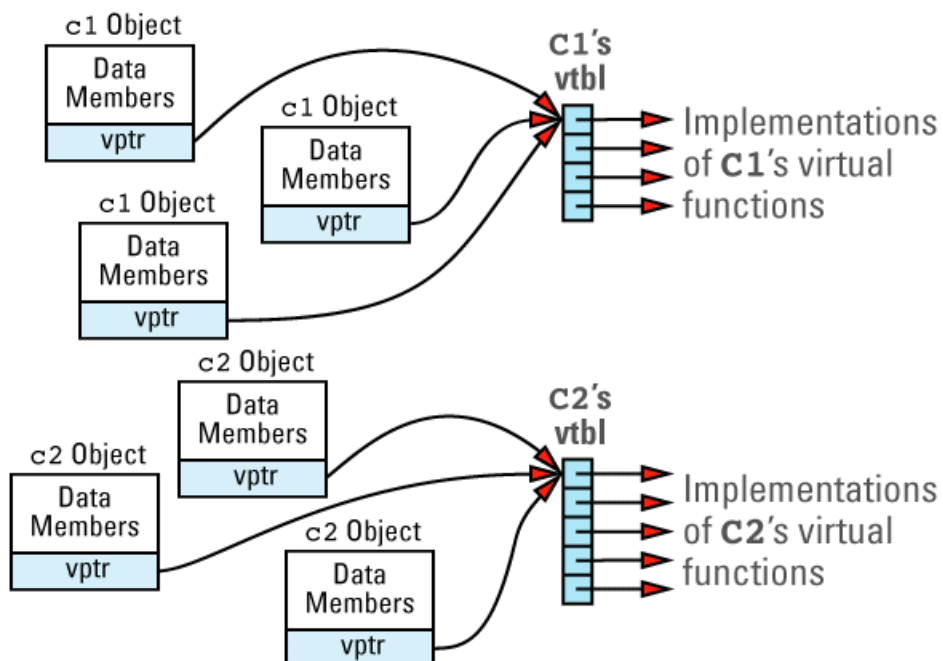 c1 Object
Data
Members
vptr
c1 Object
Data
Members
vptr
c1 Object
Data
Members
vptr
C1's
vtbl
Implementations
of C1's virtual
functions
c2 Object
Data
Members
vptr
c2 Object
Data
Members
vptr
c2 Object
Data
Members
vptr
C2's
vtbl
Implementations
of C2's virtual
functions